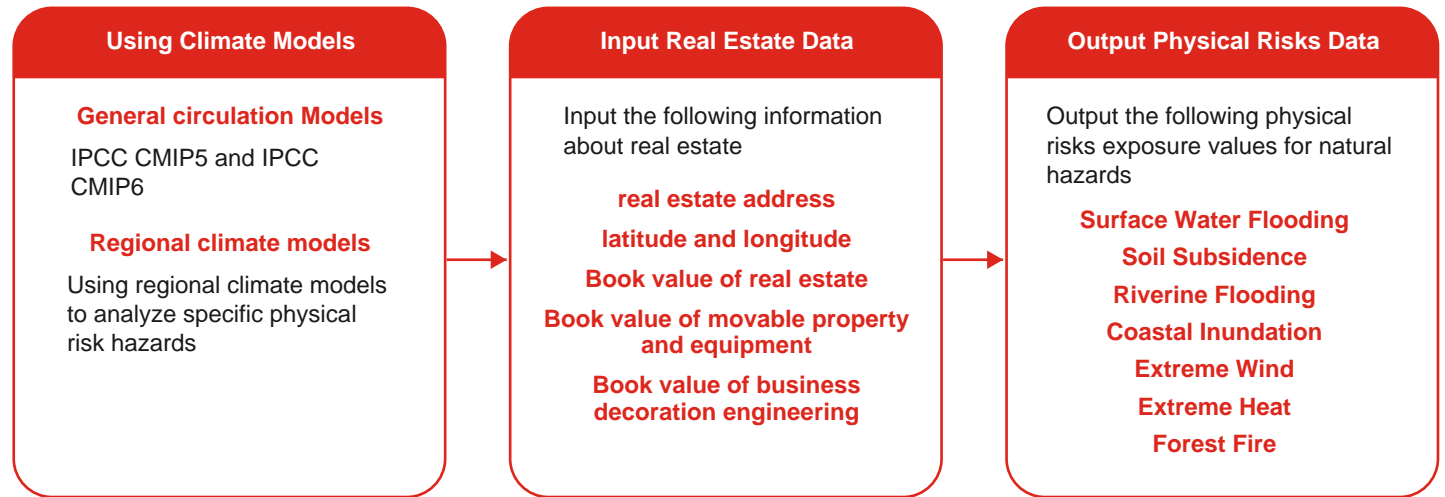 Using Climate Models
General circulation Models
IPCC CMIP5 and IPCC
CMIP6
Regional climate models
Using regional climate models
to analyze specific physical
risk hazards
Input Real Estate Data
Input the following information
about real estate
real estate address
latitude and longitude
Book value of real estate
Book value of movable property
and equipment
Book value of business
decoration engineering
Output Physical Risks Data
Output the following physical
risks exposure values for natural
hazards
Surface Water Flooding
Soil Subsidence
Riverine Flooding
Coastal Inundation
Extreme Wind
Extreme Heat
Forest Fire